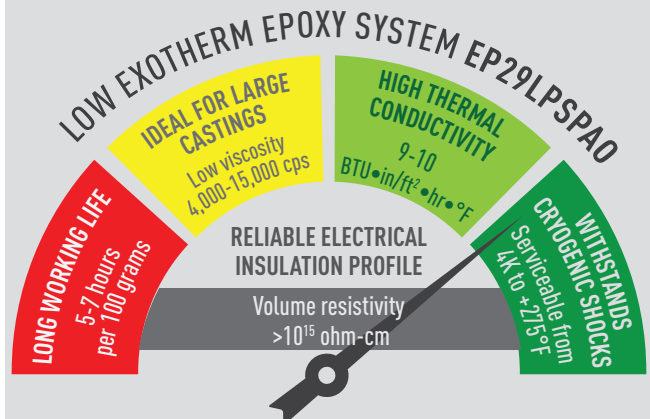 LOW EXOTHERM EPOXY SYSTEM EP29LPSPAO
LONG WORKING LIFE
5-7 hours
per 100 grams
IDEAL FOR LARGE
CASTINGS
Low viscosity
4,000-15,000 cps
HIGH THERMAL
CONDUCTIVITY
9-10
BTU•in/ft²•hr•°F
WITHSTANDS
CRYOGENIC SHOCKS
Serviceable from
4K to +275°F
RELIABLE ELECTRICAL
INSULATION PROFILE
Volume resistivity
>10¹⁵ ohm-cm